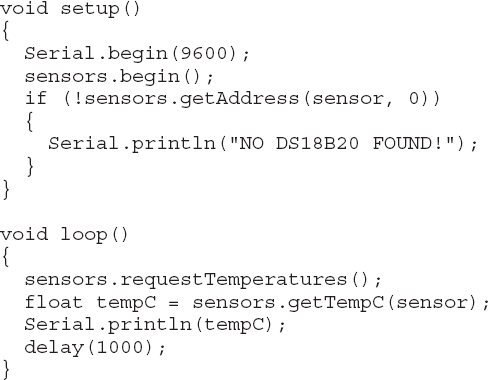 void setup()
{
  Serial.begin(9600);
  sensors.begin();
  if (!sensors.getAddress(sensor, 0))
  {
    Serial.println("NO DS18B20 FOUND!");
  }
}

void loop()
{
  sensors.requestTemperatures();
  float tempC = sensors.getTempC(sensor);
  Serial.println(tempC);
  delay(1000);
}